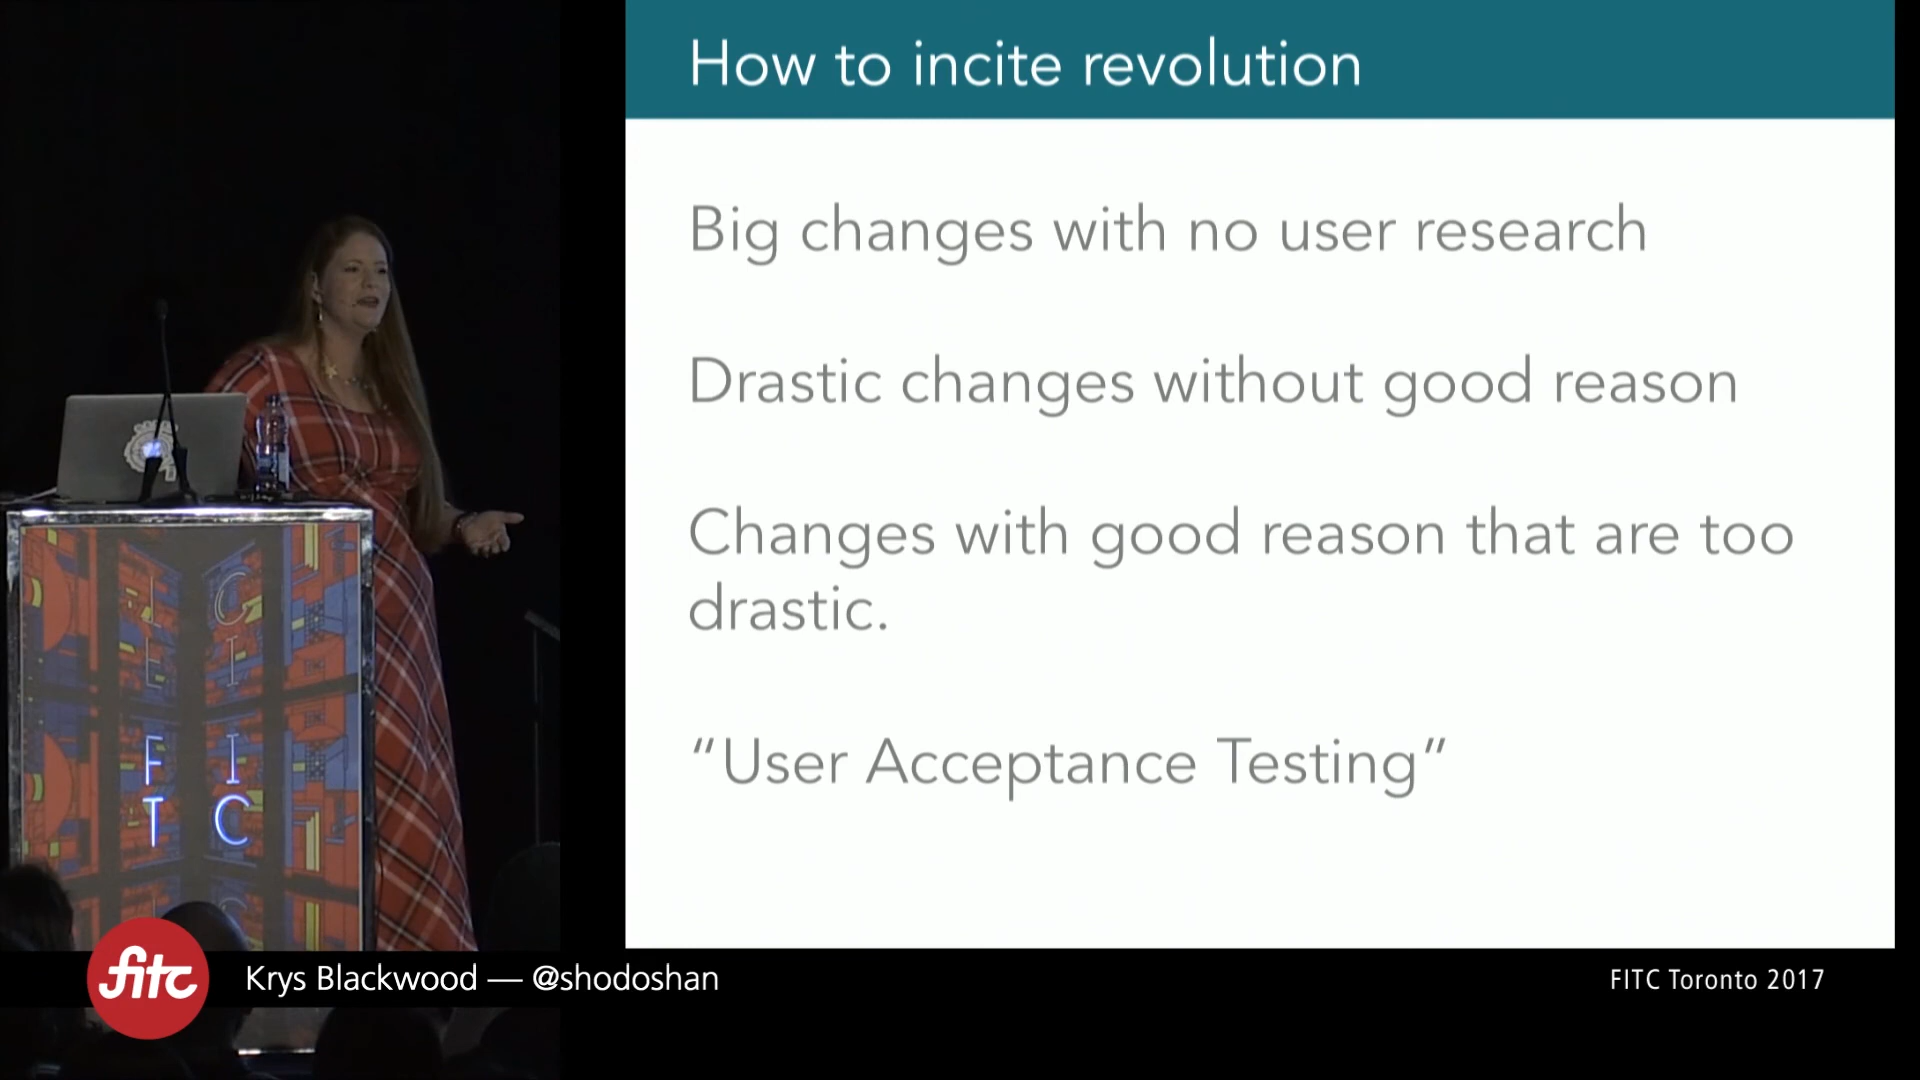 How to incite revolution
Big changes with no user research
Drastic changes without good reason
Changes with good reason that are too
drastic.
“User Acceptance Testing”
F I
T C
fitc
Krys Blackwood — @shodoshan
FITC Toronto 2017